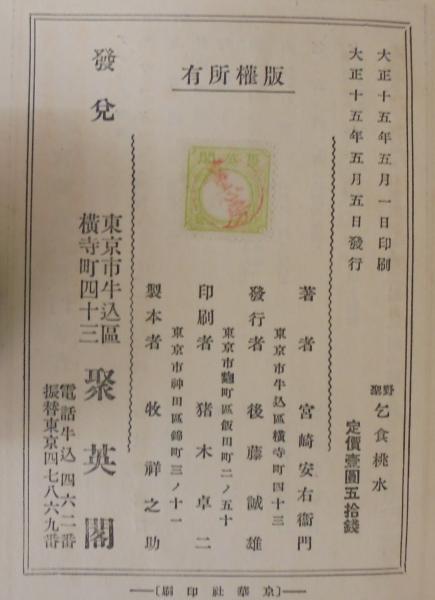 大正十五年五月一日印刷
大正十五年五月五日發行
野聖 乞食桃水
定價壹圓五拾錢
版權所有
著者 宮崎安右衞門
東京市牛込區橫寺町四十三
發行者 後藤誠雄
東京市麴町區飯田町二ノ五十
印刷者 猪木卓二
東京市神田區錦町三ノ十一
製本者 牧祥之助
發兌
東京市牛込區
橫寺町四十三
聚英閣
電話牛込四六二番
振替東京四七八六九番
【京華社印刷】